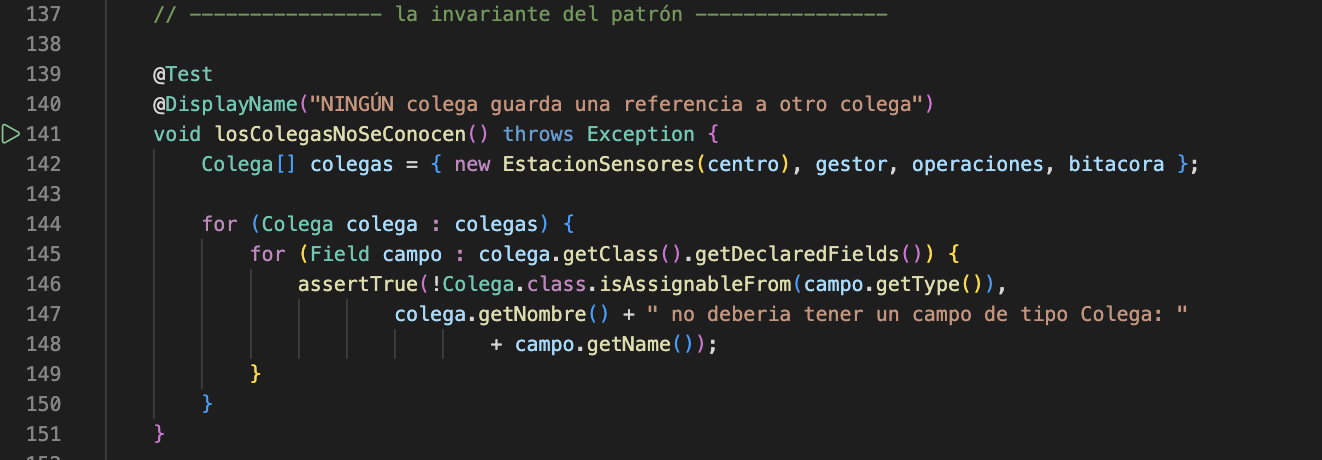 137 // ---------------- la invariante del patrón ----------------
138
139 @Test
140 @DisplayName("NINGÚN colega guarda una referencia a otro colega")
141 void losColegasNoSeConocen() throws Exception {
142 Colega[] colegas = { new EstacionSensores(centro), gestor, operaciones, bitacora };
143
144 for (Colega colega : colegas) {
145 for (Field campo : colega.getClass().getDeclaredFields()) {
146 assertTrue(!Colega.class.isAssignableFrom(campo.getType()),
147 colega.getNombre() + " no deberia tener un campo de tipo Colega: "
148 + campo.getName());
149 }
150 }
151 }